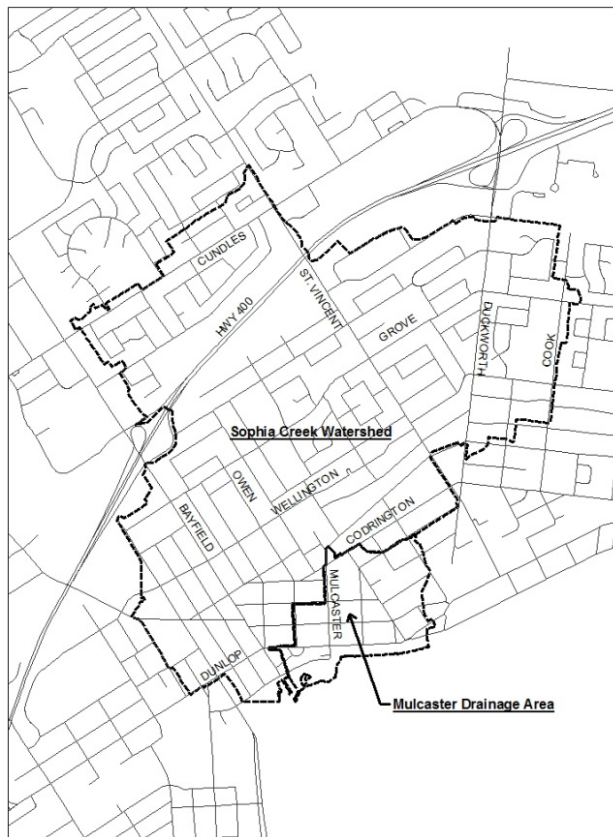 CUNDLES
HWY 400
ST. VINCENT
GROVE
DUCKWORTH
COOK
Sophia Creek Watershed
OWEN
WELLINGTON
BAYFIELD
CODRINGTON
MULCASTER
DUNLOP
Mulcaster Drainage Area